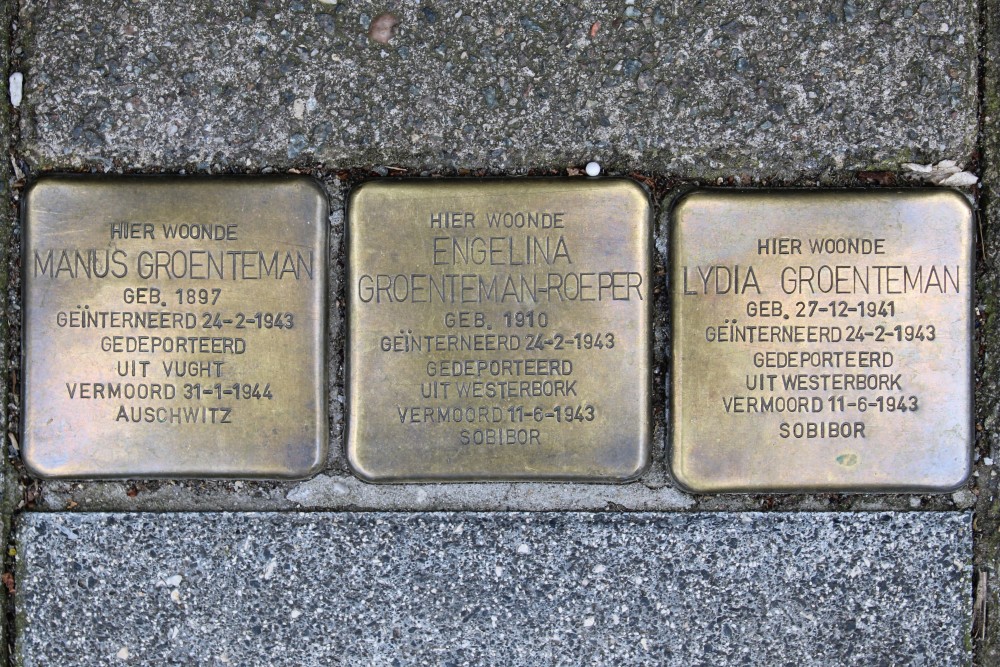 HIER WOONDE
MANUS GROENTEMAN
GEB. 1897
GEÏNTERNEERD 24-2-1943
GEDEPORTEERD
UIT VUGHT
VERMOORD 31-1-1944
AUSCHWITZ
HIER WOONDE
ENGELINA
GROENTEMAN-ROEPER
GEB. 1910
GEÏNTERNEERD 24-2-1943
GEDEPORTEERD
UIT WESTERBORK
VERMOORD 11-6-1943
SOBIBOR
HIER WOONDE
LYDIA GROENTEMAN
GEB. 27-12-1941
GEÏNTERNEERD 24-2-1943
GEDEPORTEERD
UIT WESTERBORK
VERMOORD 11-6-1943
SOBIBOR